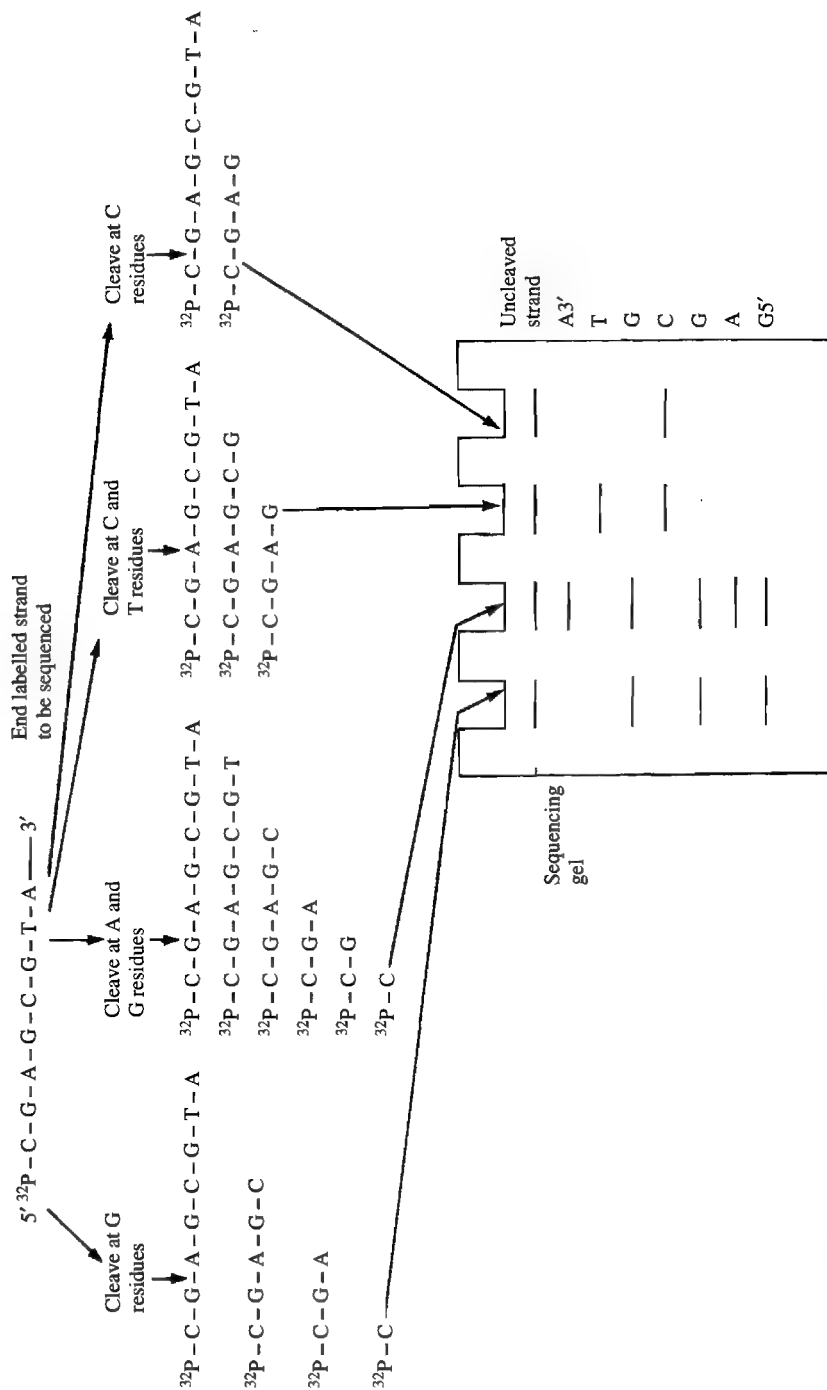 5′ ³²P – C – G – A – G – C – G – T – A — 3′
End labelled strand
to be sequenced
Cleave at G
residues
³²P – C – G – A – G – C – G – T – A
³²P – C – G – A – G – C
³²P – C – G – A
³²P – C
Cleave at A and
G residues
³²P – C – G – A – G – C – G – T – A
³²P – C – G – A – G – C – G – T
³²P – C – G – A – G – C
³²P – C – G – A
³²P – C – G
³²P – C
Cleave at C and
T residues
³²P – C – G – A – G – C – G – T – A
³²P – C – G – A – G – C – G
³²P – C – G – A – G
Cleave at C
residues
³²P – C – G – A – G – C – G – T – A
³²P – C – G – A – G
Sequencing
gel
Uncleaved
strand
A3′
T
G
C
G
A
G5′